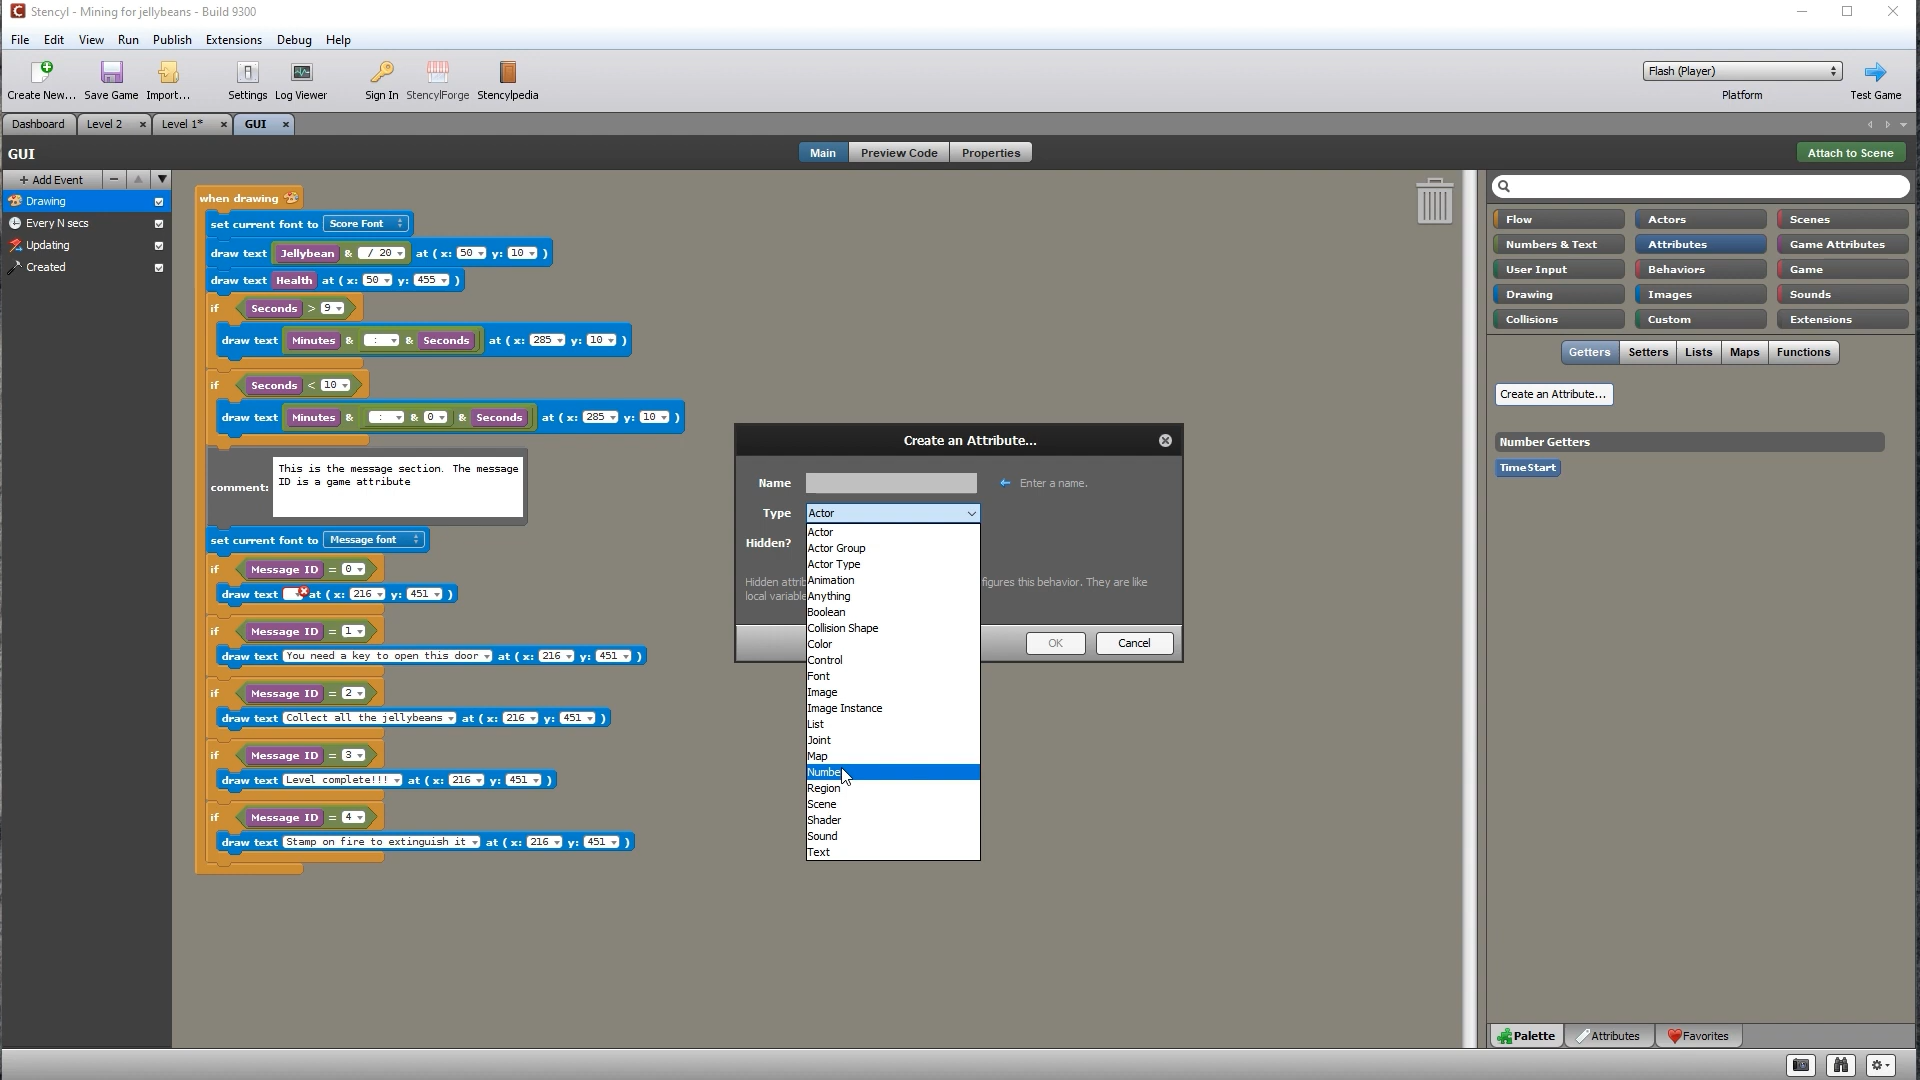 Stencyl - Mining for jellybeans - Build 9300
File Edit View Run Publish Extensions Debug Help
Create New... Save Game Import... Settings Log Viewer Sign In StencylForge Stencylpedia
Flash (Player)
Platform Test Game
Dashboard Level 2 Level 1* GUI
GUI
Main Preview Code Properties
Attach to Scene
+ Add Event
Drawing
Every N secs
Updating
Created
when drawing
set current font to Score Font
draw text Jellybean & / 20 at ( x: 50 y: 10 )
draw text Health at ( x: 50 y: 455 )
if Seconds > 9
draw text Minutes & : & Seconds at ( x: 285 y: 10 )
if Seconds < 10
draw text Minutes & : & 0 & Seconds at ( x: 285 y: 10 )
comment: This is the message section. The message
ID is a game attribute
set current font to Message font
if Message ID = 0
draw text at ( x: 216 y: 451 )
if Message ID = 1
draw text You need a key to open this door at ( x: 216 y: 451 )
if Message ID = 2
draw text Collect all the jellybeans at ( x: 216 y: 451 )
if Message ID = 3
draw text Level complete!!! at ( x: 216 y: 451 )
if Message ID = 4
draw text Stamp on fire to extinguish it at ( x: 216 y: 451 )
Create an Attribute...
Name
Enter a name.
Type Actor
Hidden?
Hidden figures this behavior. They are like
local
OK Cancel
Actor
Actor Group
Actor Type
Animation
Anything
Boolean
Collision Shape
Color
Control
Font
Image
Image Instance
List
Joint
Map
Numbe
Region
Scene
Shader
Sound
Text
Flow Actors Scenes
Numbers & Text Attributes Game Attributes
User Input Behaviors Game
Drawing Images Sounds
Collisions Custom Extensions
Getters Setters Lists Maps Functions
Create an Attribute...
Number Getters
TimeStart
Palette Attributes Favorites